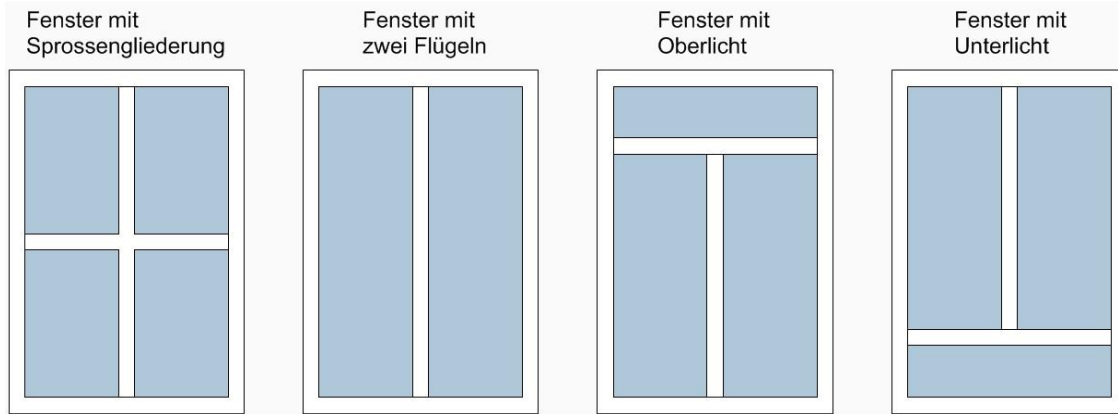 Fenster mit
Sprossengliederung
Fenster mit
zwei Flügeln
Fenster mit
Oberlicht
Fenster mit
Unterlicht